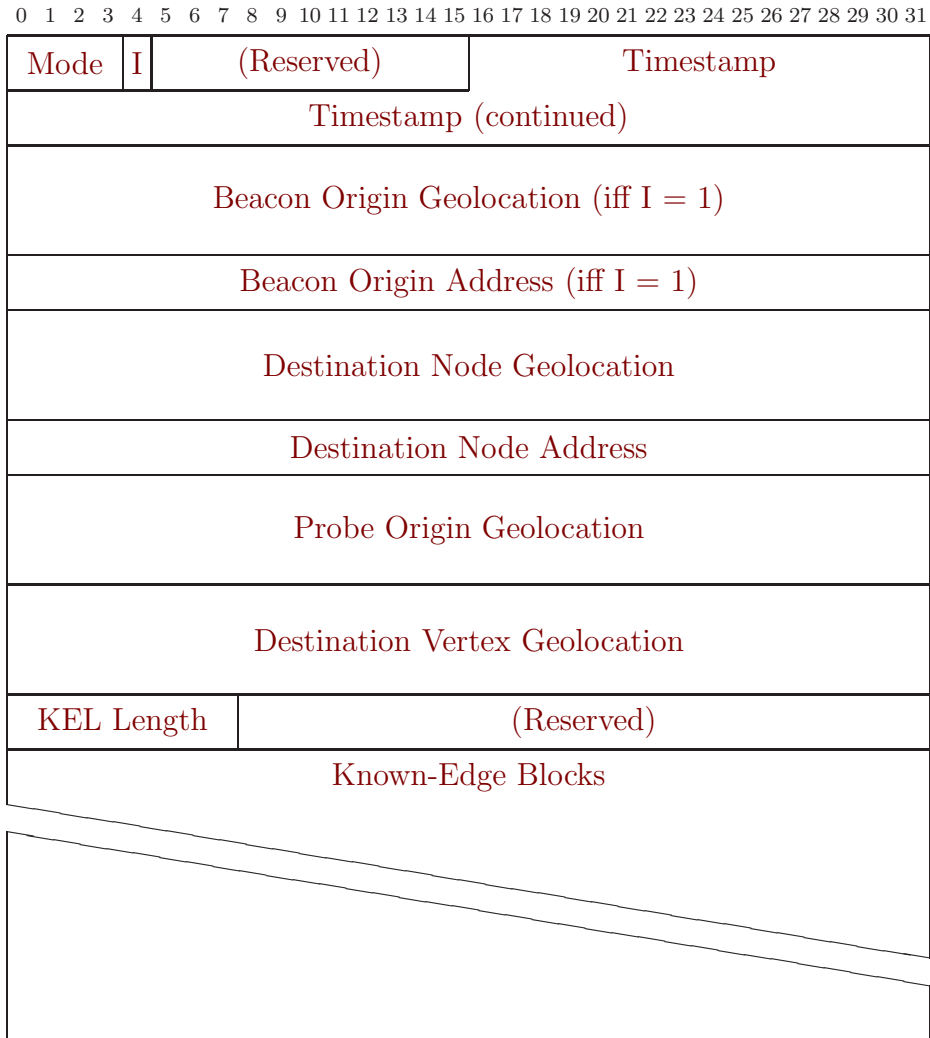 0 1 2 3 4 5 6 7 8 9 10 11 12 13 14 15 16 17 18 19 20 21 22 23 24 25 26 27 28 29 30 31
Mode I (Reserved) Timestamp
Timestamp (continued)
Beacon Origin Geolocation (iff I = 1)
Beacon Origin Address (iff I = 1)
Destination Node Geolocation
Destination Node Address
Probe Origin Geolocation
Destination Vertex Geolocation
KEL Length (Reserved)
Known-Edge Blocks